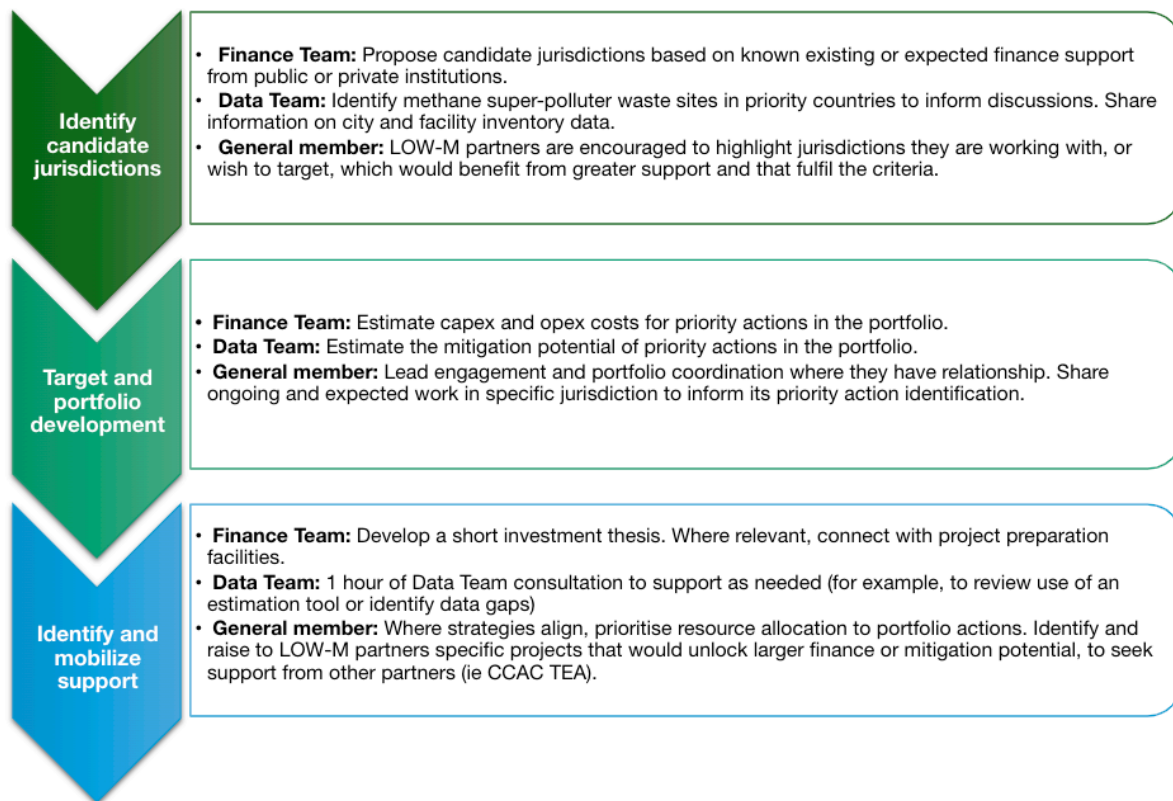 Identify
candidate
jurisdictions
• Finance Team: Propose candidate jurisdictions based on known existing or expected finance support
from public or private institutions.
• Data Team: Identify methane super-polluter waste sites in priority countries to inform discussions. Share
information on city and facility inventory data.
• General member: LOW-M partners are encouraged to highlight jurisdictions they are working with, or
wish to target, which would benefit from greater support and that fulfil the criteria.
Target and
portfolio
development
• Finance Team: Estimate capex and opex costs for priority actions in the portfolio.
• Data Team: Estimate the mitigation potential of priority actions in the portfolio.
• General member: Lead engagement and portfolio coordination where they have relationship. Share
ongoing and expected work in specific jurisdiction to inform its priority action identification.
Identify and
mobilize
support
• Finance Team: Develop a short investment thesis. Where relevant, connect with project preparation
facilities.
• Data Team: 1 hour of Data Team consultation to support as needed (for example, to review use of an
estimation tool or identify data gaps)
• General member: Where strategies align, prioritise resource allocation to portfolio actions. Identify and
raise to LOW-M partners specific projects that would unlock larger finance or mitigation potential, to seek
support from other partners (ie CCAC TEA).